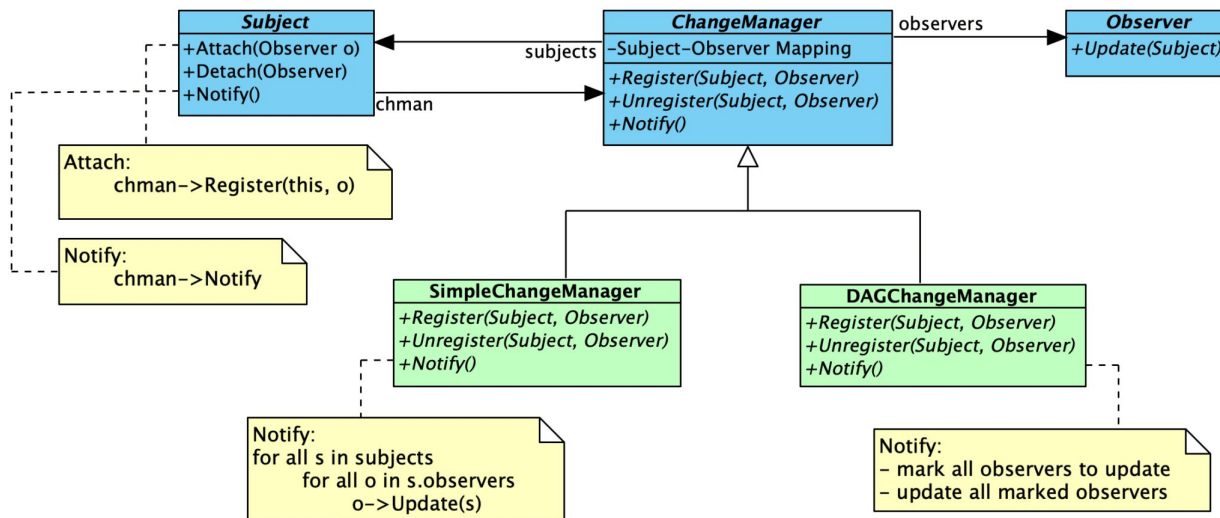 Subject
+Attach(Observer o)
+Detach(Observer)
+Notify()
subjects
chman
ChangeManager
–Subject–Observer Mapping
+Register(Subject, Observer)
+Unregister(Subject, Observer)
+Notify()
observers
Observer
+Update(Subject)
Attach:
chman–>Register(this, o)
Notify:
chman–>Notify
SimpleChangeManager
+Register(Subject, Observer)
+Unregister(Subject, Observer)
+Notify()
DAGChangeManager
+Register(Subject, Observer)
+Unregister(Subject, Observer)
+Notify()
Notify:
for all s in subjects
for all o in s.observers
o–>Update(s)
Notify:
– mark all observers to update
– update all marked observers